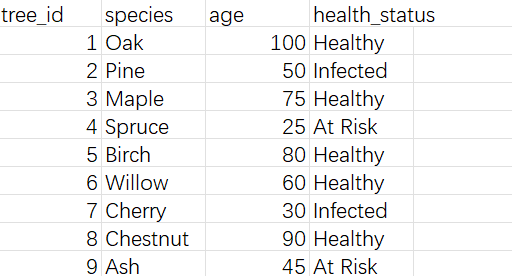 tree_id species age health_status
1 Oak 100 Healthy
2 Pine 50 Infected
3 Maple 75 Healthy
4 Spruce 25 At Risk
5 Birch 80 Healthy
6 Willow 60 Healthy
7 Cherry 30 Infected
8 Chestnut 90 Healthy
9 Ash 45 At Risk